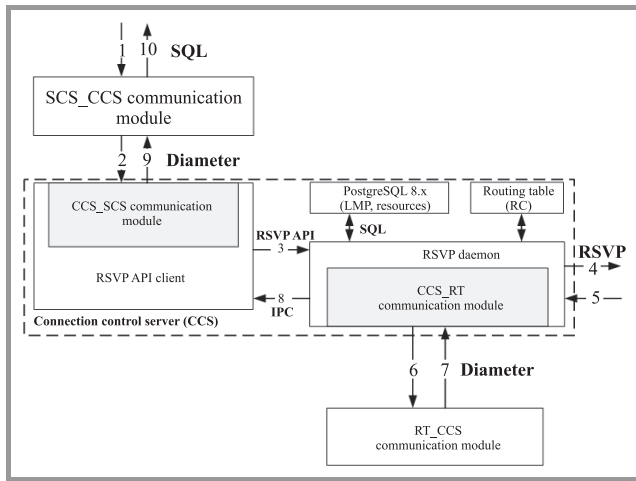 1 10 SQL
SCS_CCS communication
module
2 9 Diameter
CCS_SCS communication
module
PostgreSQL 8.x
(LMP, resources)
Routing table
(RC)
RSVP API
3
SQL
RSVP daemon
RSVP
4
RSVP API client
CCS_RT
communication module
8
IPC
5
Connection control server (CCS)
6 7 Diameter
RT_CCS
communication module